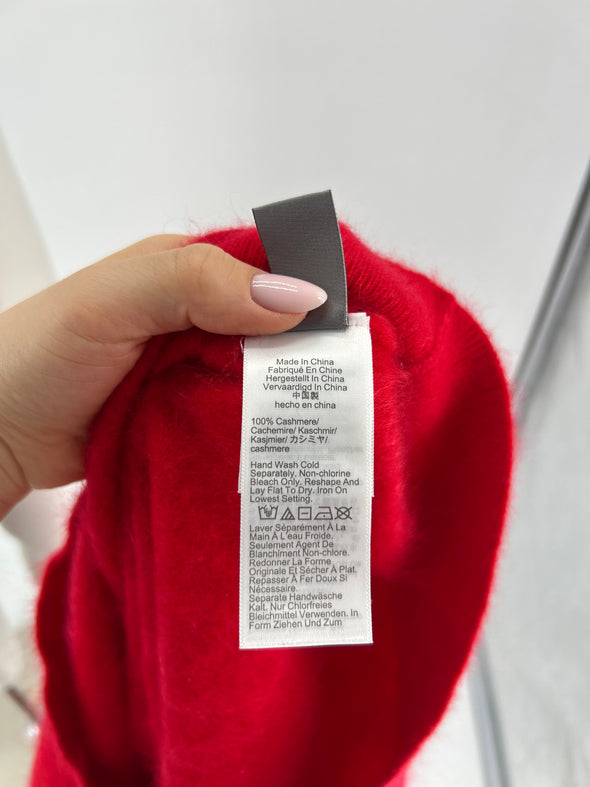 Made In China
Fabriqué En Chine
Hergestellt In China
Vervaardigd In China
中国製
hecho en china
100% Cashmere/
Cachemire/ Kaschmir/
Kasjmier/ カシミヤ/
cashmere
Hand Wash Cold
Separately. Non-chlorine
Bleach Only. Reshape And
Lay Flat To Dry. Iron On
Lowest Setting.
Laver Séparément À La
Main À L'eau Froide.
Seulement Agent De
Blanchiment Non-chlore.
Redonner La Forme
Originale Et Sécher À Plat.
Repasser À Fer Doux Si
Nécessaire.
Separate Handwäsche
Kalt. Nur Chlorfreies
Bleichmittel Verwenden. In
Form Ziehen Und Zum